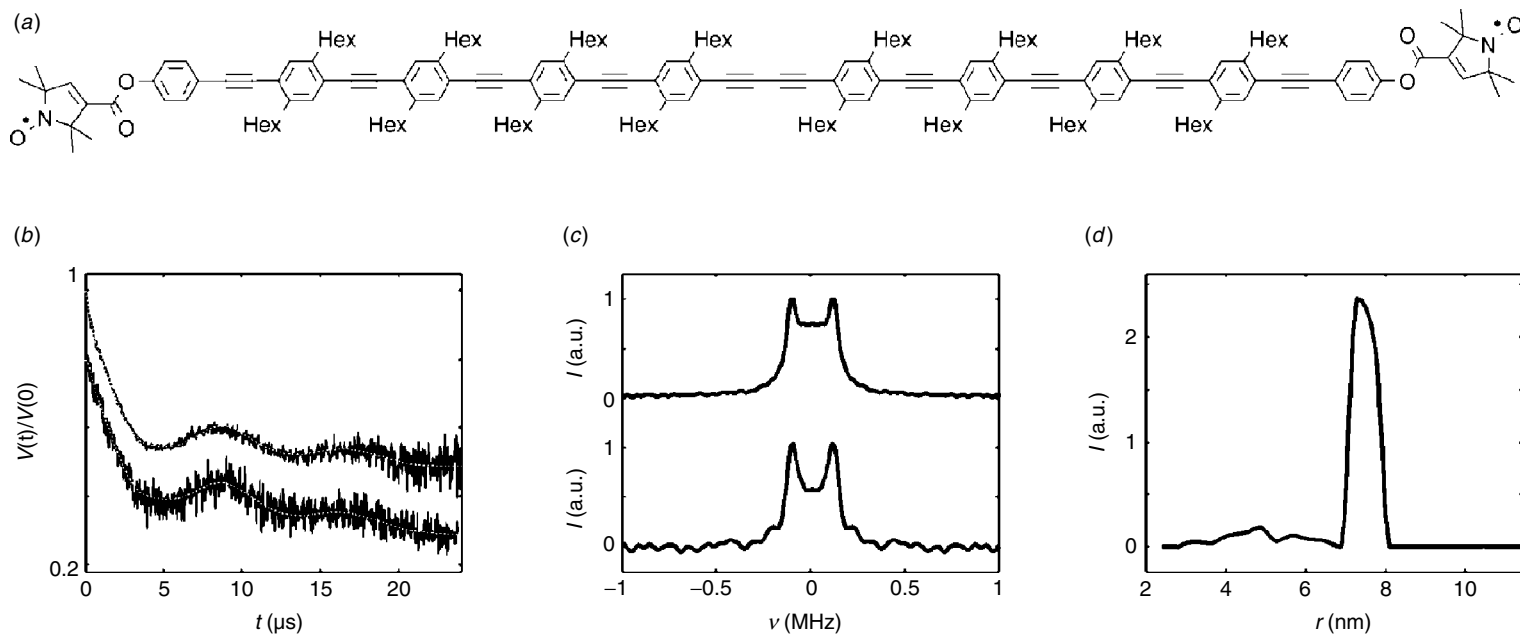 (a)
Hex Hex Hex Hex Hex Hex Hex Hex
O N • O O O O N • O
Hex Hex Hex Hex Hex Hex Hex Hex
(b)
1
V(t)/V(0)
0.2
0 5 10 15 20
t (μs)
(c)
1
I (a.u.)
0
1
I (a.u.)
0
−1 −0.5 0 0.5 1
ν (MHz)
(d)
2
1
0
I (a.u.)
2 4 6 8 10
r (nm)